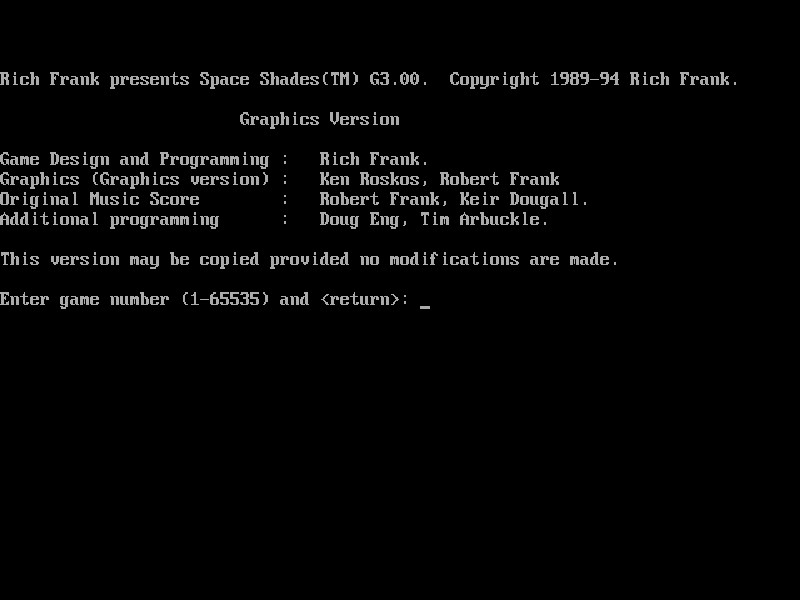 Rich Frank presents Space Shades(TM) G3.00.  Copyright 1989-94 Rich Frank.
Graphics Version
Game Design and Programming :   Rich Frank.
Graphics (Graphics version) :   Ken Roskos, Robert Frank
Original Music Score        :   Robert Frank, Keir Dougall.
Additional programming      :   Doug Eng, Tim Arbuckle.
This version may be copied provided no modifications are made.
Enter game number (1-65535) and <return>: _